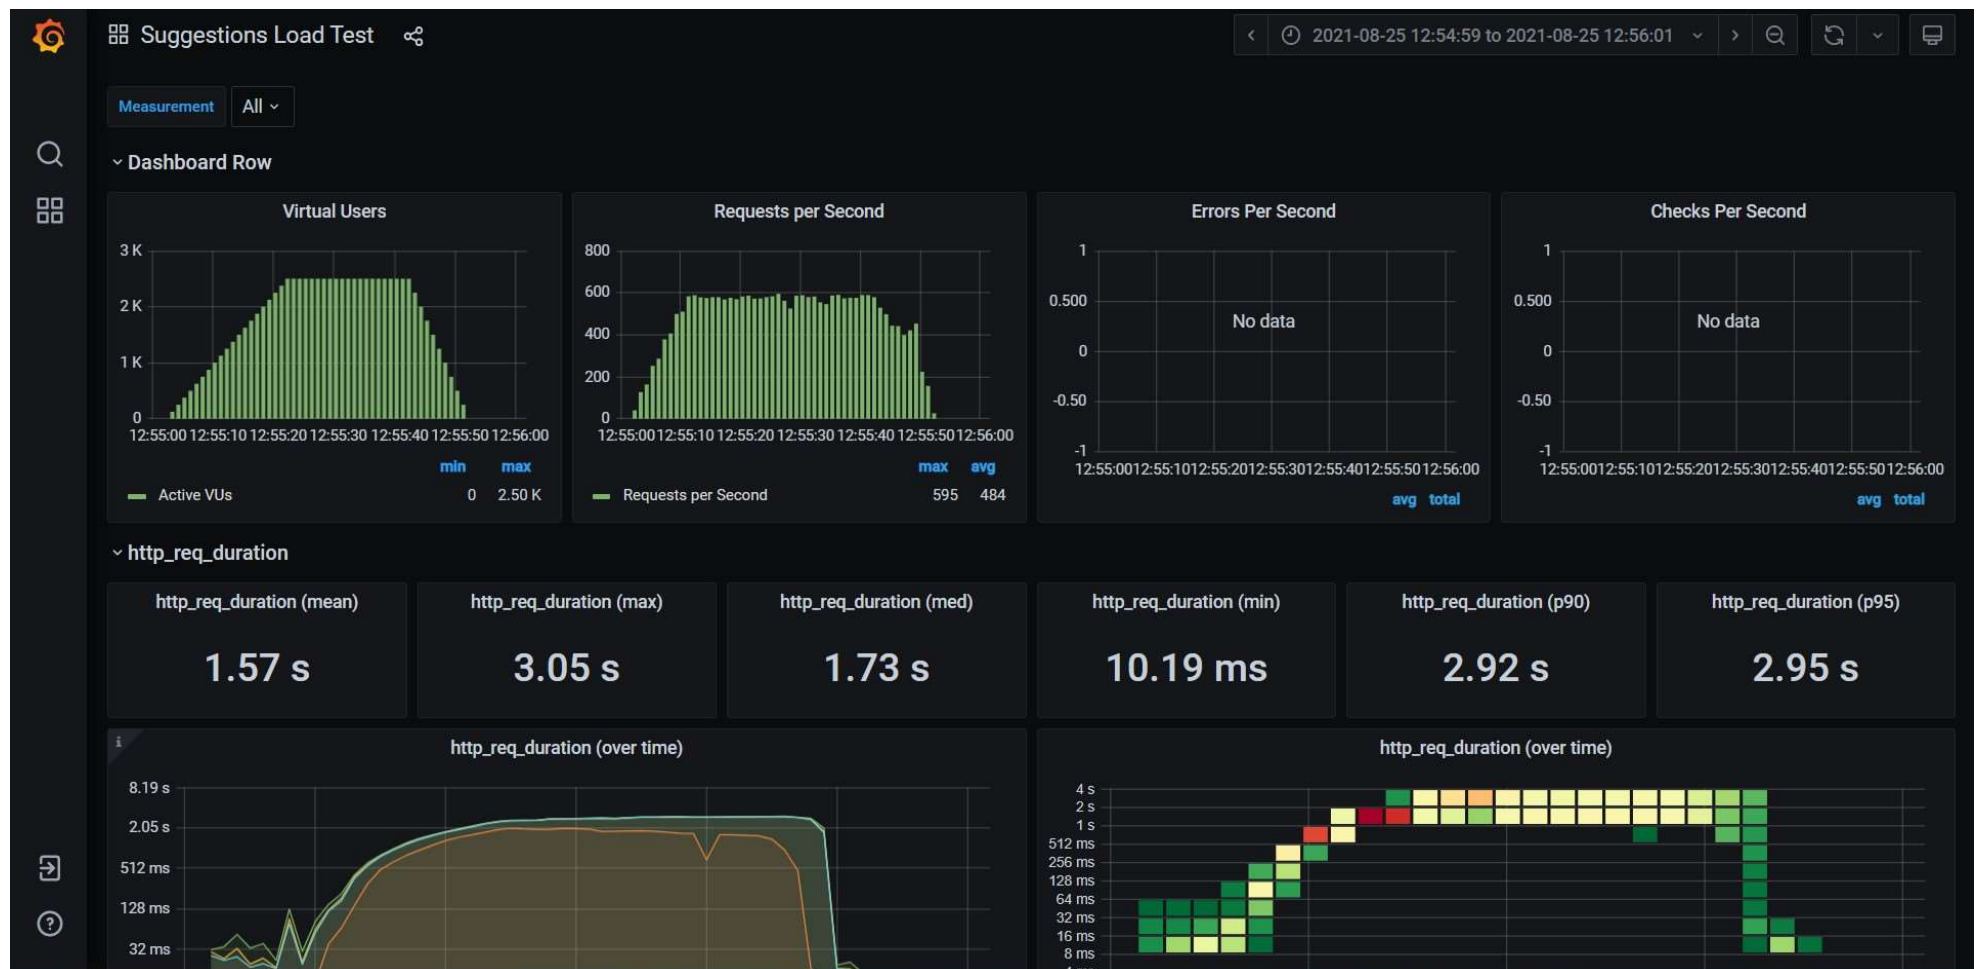 Suggestions Load Test
2021-08-25 12:54:59 to 2021-08-25 12:56:01
Measurement All
Dashboard Row
Virtual Users
3 K
2 K
1 K
0
12:55:00 12:55:10 12:55:20 12:55:30 12:55:40 12:55:50 12:56:00
min max
Active VUs 0 2.50 K
Requests per Second
800
600
400
200
0
12:55:00 12:55:10 12:55:20 12:55:30 12:55:40 12:55:50 12:56:00
max avg
Requests per Second 595 484
Errors Per Second
1
0.500
0
-0.50
-1
No data
12:55:00 12:55:10 12:55:20 12:55:30 12:55:40 12:55:50 12:56:00
avg total
Checks Per Second
1
0.500
0
-0.50
-1
No data
12:55:00 12:55:10 12:55:20 12:55:30 12:55:40 12:55:50 12:56:00
avg total
http_req_duration
http_req_duration (mean)
1.57 s
http_req_duration (max)
3.05 s
http_req_duration (med)
1.73 s
http_req_duration (min)
10.19 ms
http_req_duration (p90)
2.92 s
http_req_duration (p95)
2.95 s
i
http_req_duration (over time)
8.19 s
2.05 s
512 ms
128 ms
32 ms
http_req_duration (over time)
4 s
2 s
1 s
512 ms
256 ms
128 ms
64 ms
32 ms
16 ms
8 ms